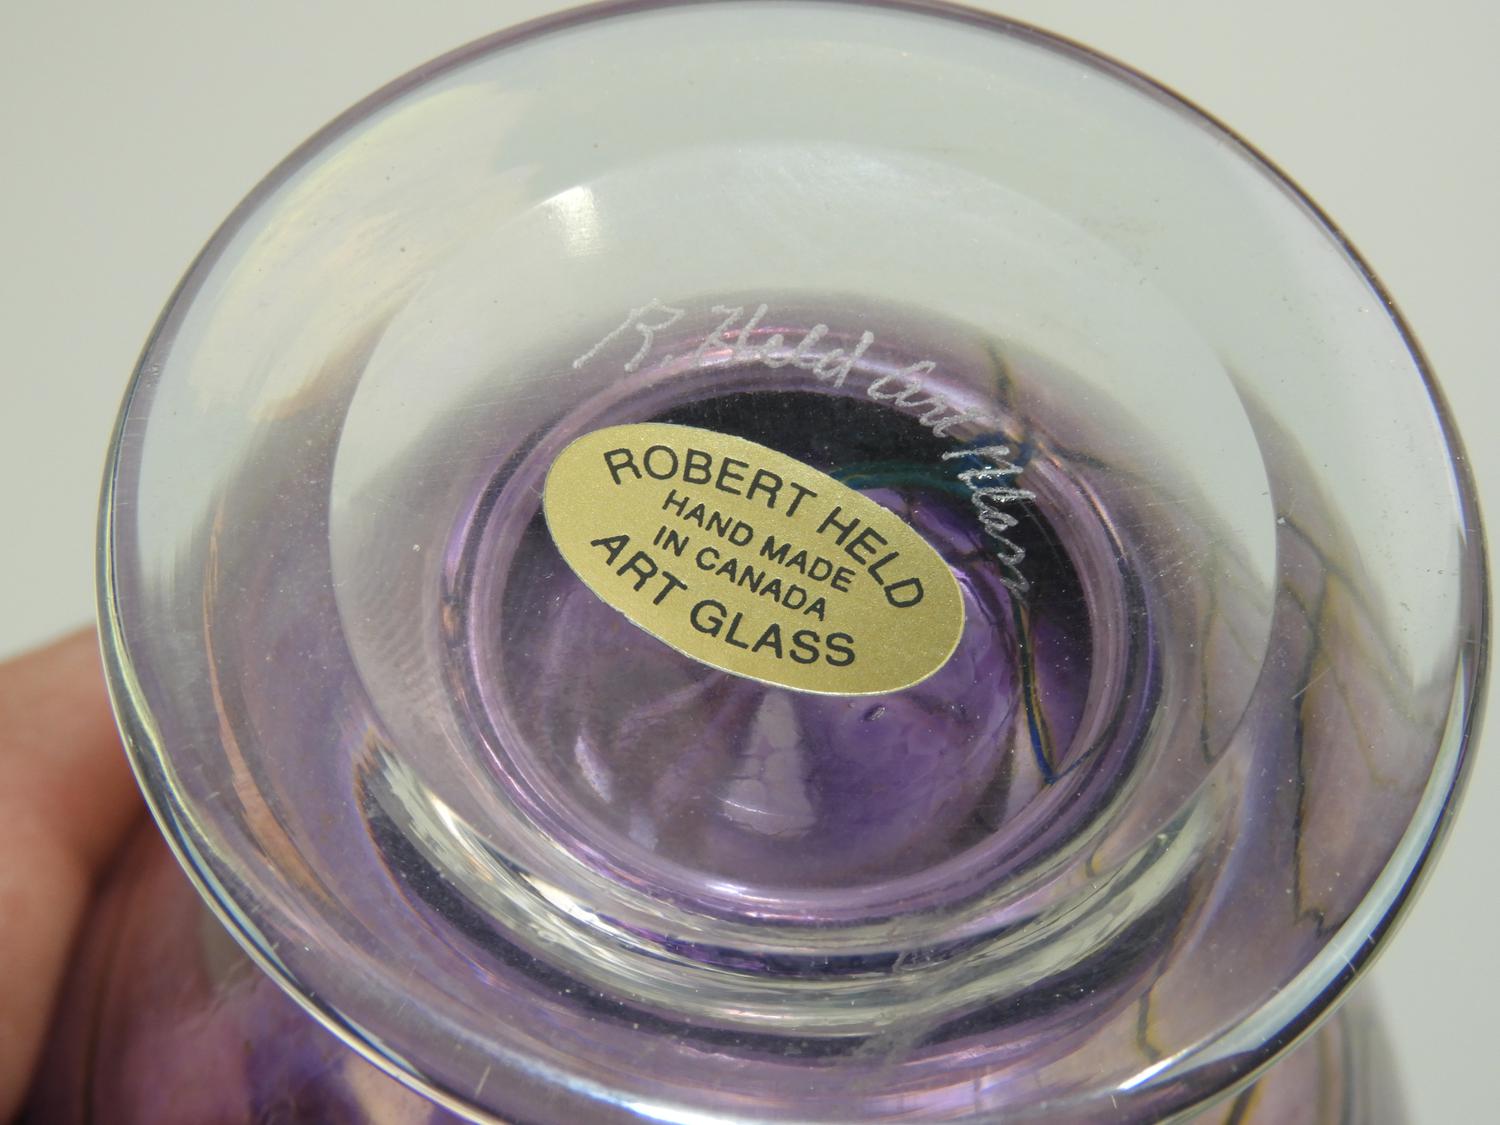 R. Held Art Glass
ROBERT HELD
HAND MADE
IN CANADA
ART GLASS